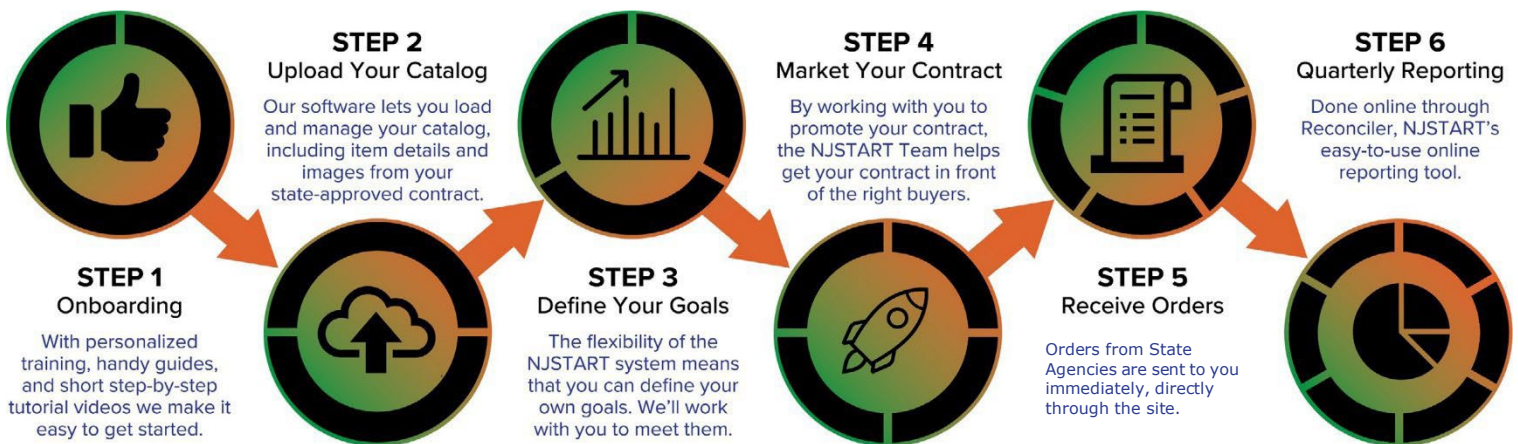 STEP 1
Onboarding
With personalized
training, handy guides,
and short step-by-step
tutorial videos we make it
easy to get started.
STEP 2
Upload Your Catalog
Our software lets you load
and manage your catalog,
including item details and
images from your
state-approved contract.
STEP 3
Define Your Goals
The flexibility of the
NJSTART system means
that you can define your
own goals. We'll work
with you to meet them.
STEP 4
Market Your Contract
By working with you to
promote your contract,
the NJSTART Team helps
get your contract in front
of the right buyers.
STEP 5
Receive Orders
Orders from State
Agencies are sent to you
immediately, directly
through the site.
STEP 6
Quarterly Reporting
Done online through
Reconciler, NJSTART's
easy-to-use online
reporting tool.